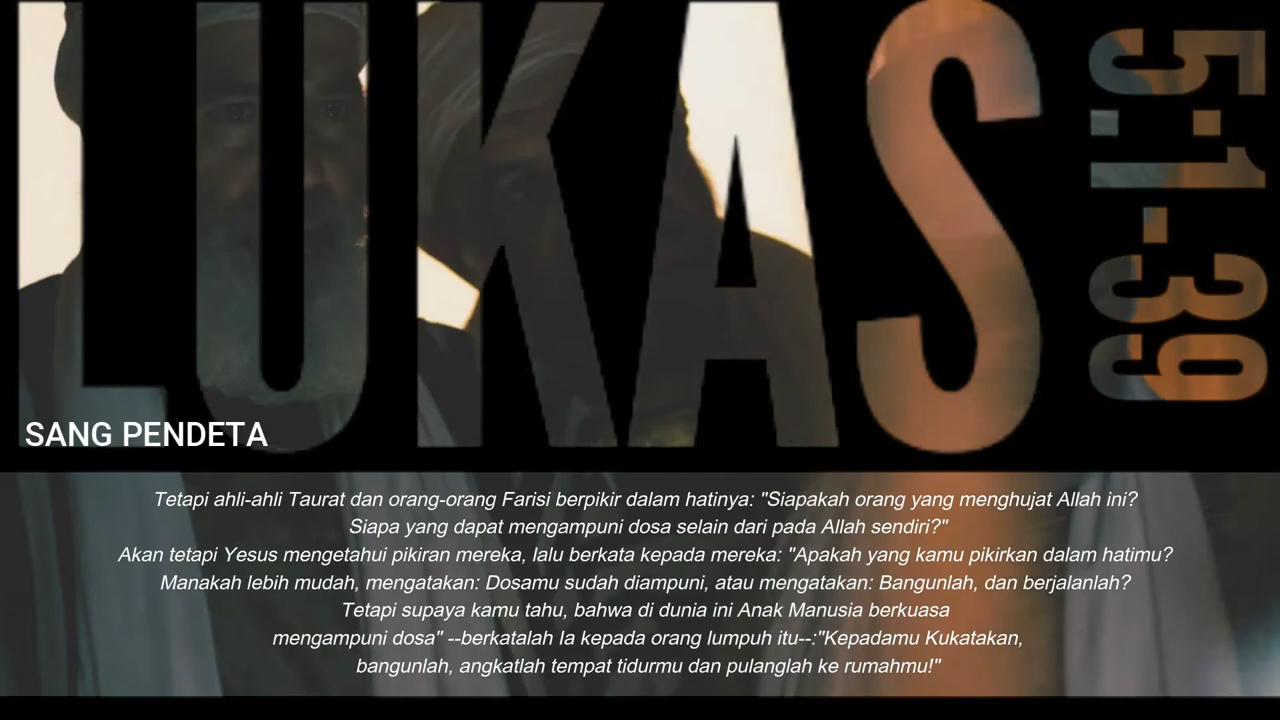 LUKAS
5:1-39
SANG PENDETA
Tetapi ahli-ahli Taurat dan orang-orang Farisi berpikir dalam hatinya: "Siapakah orang yang menghujat Allah ini?
Siapa yang dapat mengampuni dosa selain dari pada Allah sendiri?"
Akan tetapi Yesus mengetahui pikiran mereka, lalu berkata kepada mereka: "Apakah yang kamu pikirkan dalam hatimu?
Manakah lebih mudah, mengatakan: Dosamu sudah diampuni, atau mengatakan: Bangunlah, dan berjalanlah?
Tetapi supaya kamu tahu, bahwa di dunia ini Anak Manusia berkuasa
mengampuni dosa" --berkatalah Ia kepada orang lumpuh itu--:"Kepadamu Kukatakan,
bangunlah, angkatlah tempat tidurmu dan pulanglah ke rumahmu!"